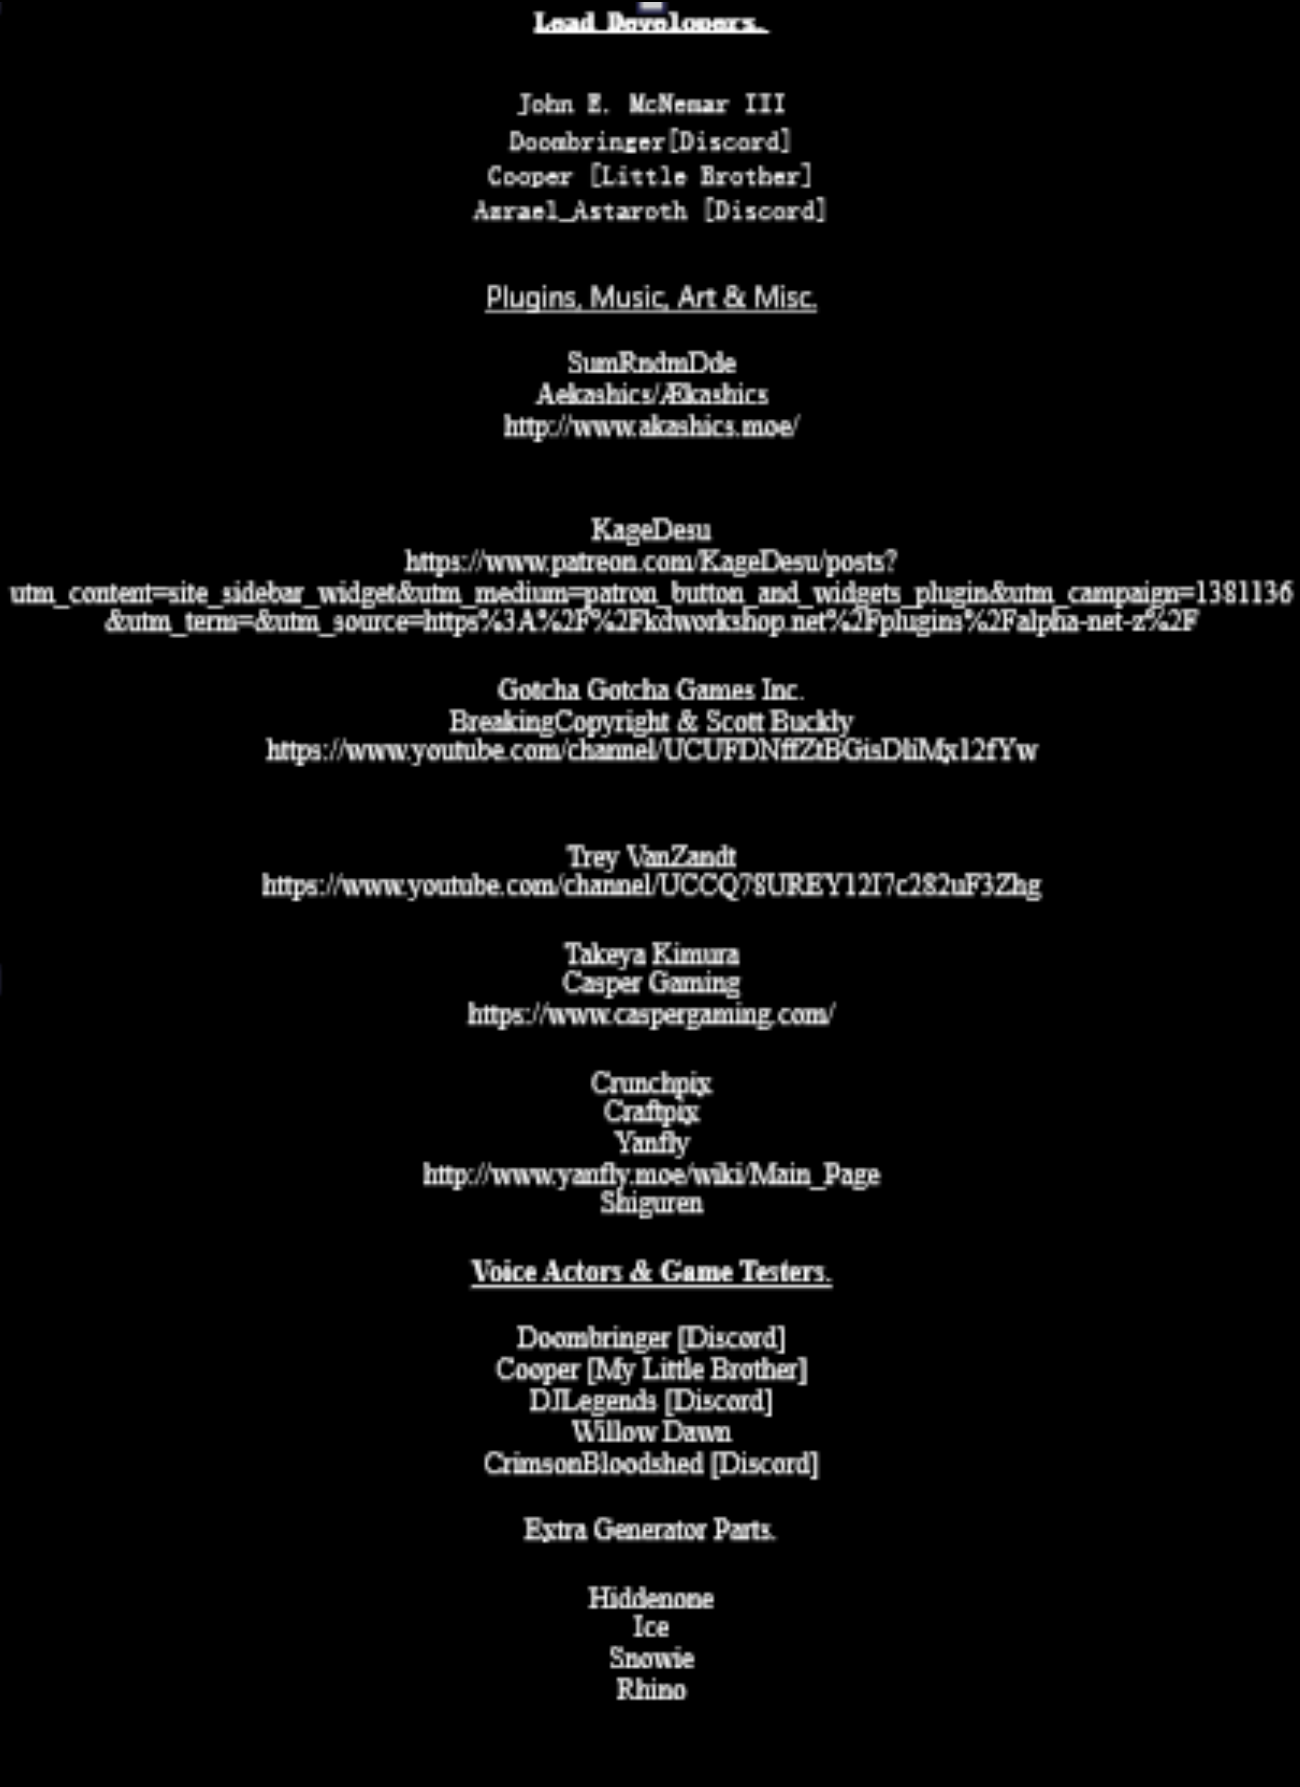 Lead Developers.
John E. McNemar III
Doombringer[Discord]
Cooper [Little Brother]
Azrael_Astaroth [Discord]
Plugins, Music, Art & Misc.
SumRndmDde
Aekashics/Ækashics
http://www.akashics.moe/
KageDesu
https://www.patreon.com/KageDesu/posts?
utm_content=site_sidebar_widget&utm_medium=patron_button_and_widgets_plugin&utm_campaign=1381136
&utm_term=&utm_source=https%3A%2F%2Fkdworkshop.net%2Fplugins%2Falpha-net-z%2F
Gotcha Gotcha Games Inc.
BreakingCopyright & Scott Buckly
https://www.youtube.com/channel/UCUFDNffZtBGisDliMx12fYw
Trey VanZandt
https://www.youtube.com/channel/UCCQ78UREY12I7c282uF3Zhg
Takeya Kimura
Casper Gaming
https://www.caspergaming.com/
Crunchpix
Craftpix
Yanfly
http://www.yanfly.moe/wiki/Main_Page
Shiguren
Voice Actors & Game Testers.
Doombringer [Discord]
Cooper [My Little Brother]
DJLegends [Discord]
Willow Dawn
CrimsonBloodshed [Discord]
Extra Generator Parts.
Hiddenone
Ice
Snowie
Rhino